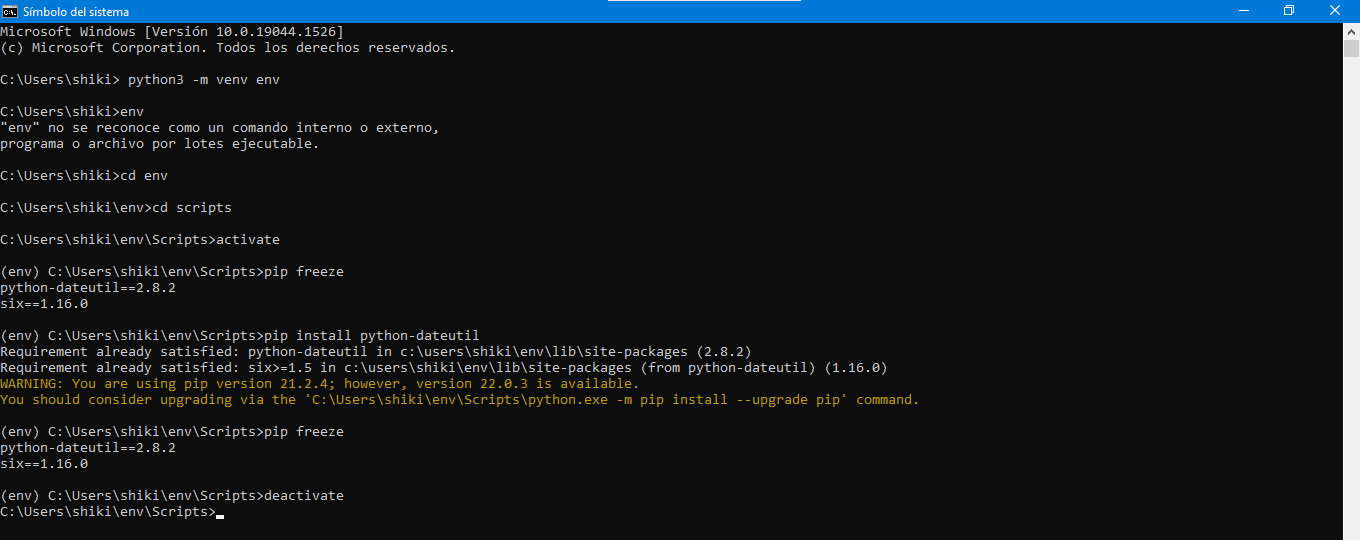 Símbolo del sistema
Microsoft Windows [Versión 10.0.19044.1526]
(c) Microsoft Corporation. Todos los derechos reservados.
C:\Users\shiki> python3 -m venv env
C:\Users\shiki>env
"env" no se reconoce como un comando interno o externo,
programa o archivo por lotes ejecutable.
C:\Users\shiki>cd env
C:\Users\shiki\env>cd scripts
C:\Users\shiki\env\Scripts>activate
(env) C:\Users\shiki\env\Scripts>pip freeze
python-dateutil==2.8.2
six==1.16.0
(env) C:\Users\shiki\env\Scripts>pip install python-dateutil
Requirement already satisfied: python-dateutil in c:\users\shiki\env\lib\site-packages (2.8.2)
Requirement already satisfied: six>=1.5 in c:\users\shiki\env\lib\site-packages (from python-dateutil) (1.16.0)
WARNING: You are using pip version 21.2.4; however, version 22.0.3 is available.
You should consider upgrading via the 'C:\Users\shiki\env\Scripts\python.exe -m pip install --upgrade pip' command.
(env) C:\Users\shiki\env\Scripts>pip freeze
python-dateutil==2.8.2
six==1.16.0
(env) C:\Users\shiki\env\Scripts>deactivate
C:\Users\shiki\env\Scripts>